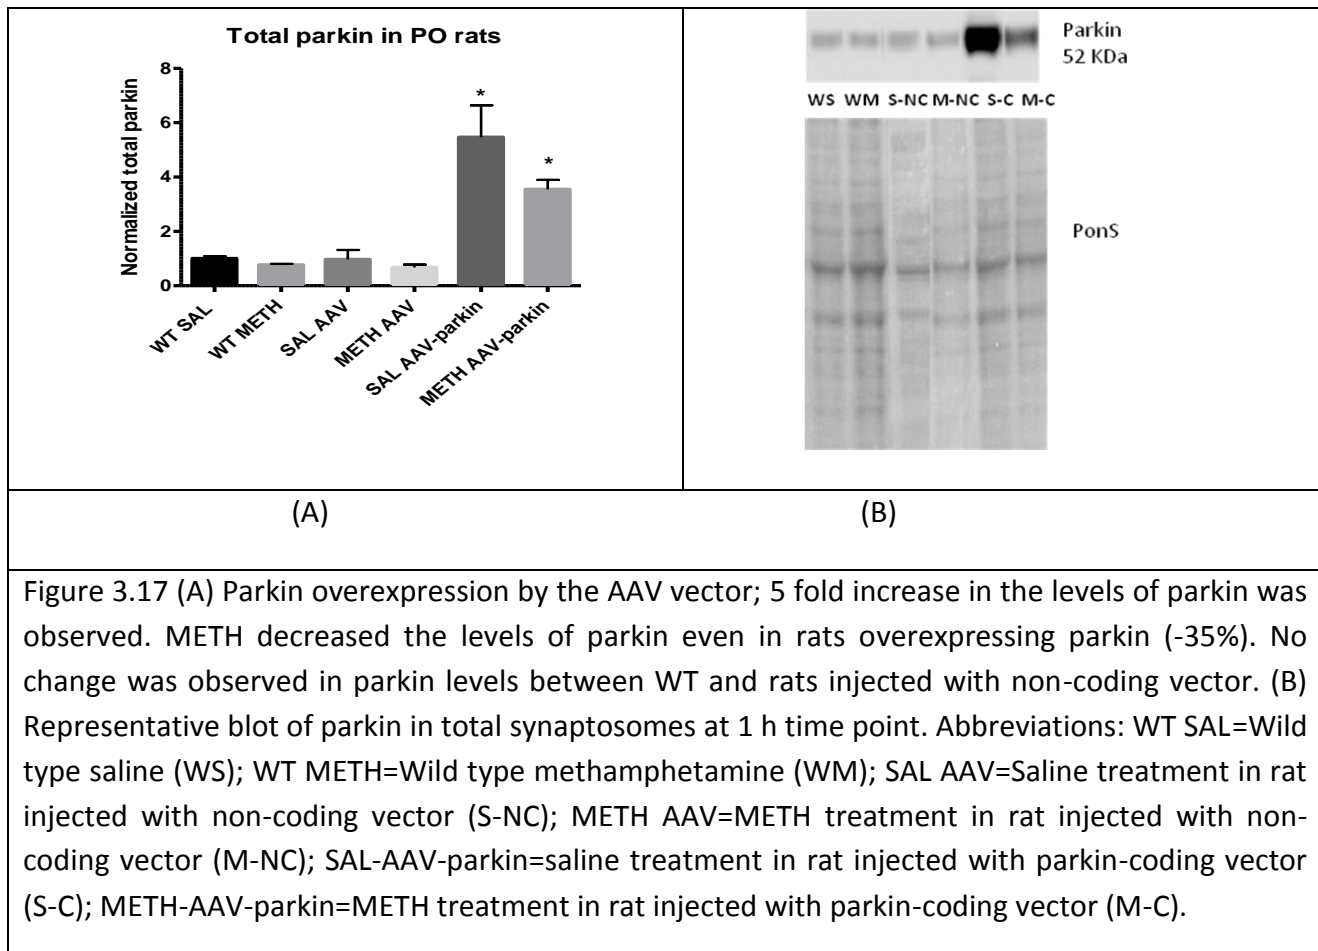 Total parkin in PO rats
Normalized total parkin
8
6
4
2
0
*
*
WT SAL
WT METH
SAL AAV
METH AAV
SAL AAV-parkin
METH AAV-parkin
Parkin
52 KDa
WS WM S-NC M-NC S-C M-C
PonS
(A)
(B)
Figure 3.17 (A) Parkin overexpression by the AAV vector; 5 fold increase in the levels of parkin was
observed. METH decreased the levels of parkin even in rats overexpressing parkin (-35%). No
change was observed in parkin levels between WT and rats injected with non-coding vector. (B)
Representative blot of parkin in total synaptosomes at 1 h time point. Abbreviations: WT SAL=Wild
type saline (WS); WT METH=Wild type methamphetamine (WM); SAL AAV=Saline treatment in rat
injected with non-coding vector (S-NC); METH AAV=METH treatment in rat injected with non-
coding vector (M-NC); SAL-AAV-parkin=saline treatment in rat injected with parkin-coding vector
(S-C); METH-AAV-parkin=METH treatment in rat injected with parkin-coding vector (M-C).